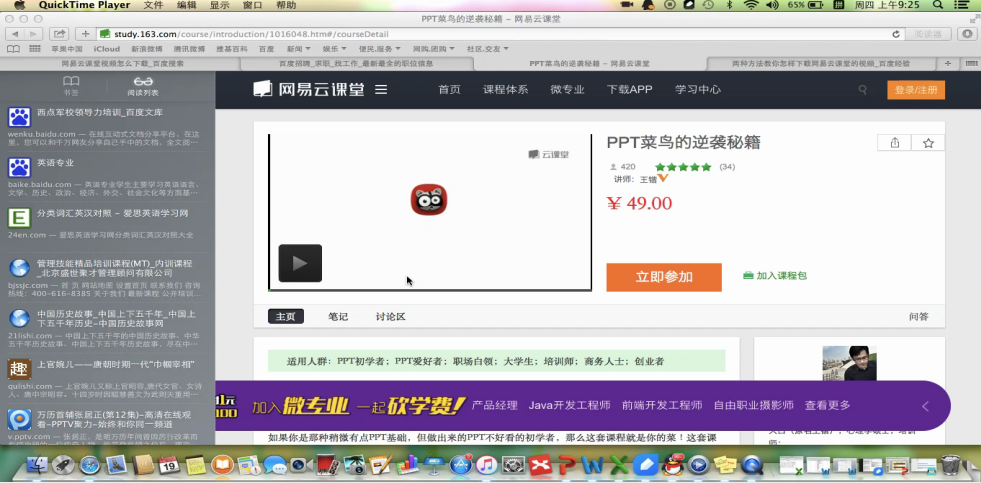 QuickTime Player 文件 编辑 显示 窗口 帮助
65% 周四 上午9:25
PPT菜鸟的逆袭秘籍 - 网易云课堂
study.163.com/course/introduction/1016048.htm#/courseDetail
阅读器
苹果中国 iCloud 新浪微博 腾讯微博 维基百科 百度 新闻 娱乐 便民.服务 网购.团购 社区.交友
网易云课堂视频怎么下载_百度搜索
百度招聘_求职_找工作_最新最全的职位信息
PPT菜鸟的逆袭秘籍 - 网易云课堂
两种方法教你怎样下载网易云课堂的视频_百度经验
书签 阅读列表
西点军校领导力培训_百度文库
wenku.baidu.com — 在线互动式文档分享平台，在这
里，您可以和千万网友分享自己手中的文档，全文阅…
英语专业
baike.baidu.com — 英语专业学生主要学习英语语言、
文学、历史、政治、经济、外交、社会文化等方面基…
分类词汇英汉对照 - 爱思英语学习网
24en.com — 爱思英语学习网分类词汇英汉对照大全
管理技能精品培训课程(MT)_内训课程
_北京盛世聚才管理顾问有限公司
bjssjc.com — 首 页 网站地图 设置首页 联系我们 咨询
热线：400-616-8385 关于我们 最新课程 公开培训…
中国历史故事_中国上下五千年_中国上
下五千年历史-中国历史故事网
21lishi.com — 中国上下五千年的中国历史故事，中华
五千年历史故事，中国上下五千年历史故事，尽在中…
上官婉儿——唐朝时期一代“巾帼宰相”
qulishi.com — 上官婉儿又称上官昭容,唐代女官、女诗
万历首辅张居正(第12集)-高清在线观
看-PPTV聚力-始终和你同一频道
v.pptv.com
网易云课堂
首页 课程体系 微专业 下载APP 学习中心
登录/注册
云课堂
PPT菜鸟的逆袭秘籍
420 (34)
讲师：王锴
¥ 49.00
立即参加
加入课程包
主页 笔记 讨论区 问答
适用人群：PPT初学者；PPT爱好者；职场白领；大学生；培训师；商务人士；创业者
加入微专业 一起砍学费！ 产品经理 Java开发工程师 前端开发工程师 自由职业摄影师 查看更多
如果你是那种稍微有点PPT基础，但做出来的PPT不好看的初学者，那么这套课程就是你的菜！这套课
19